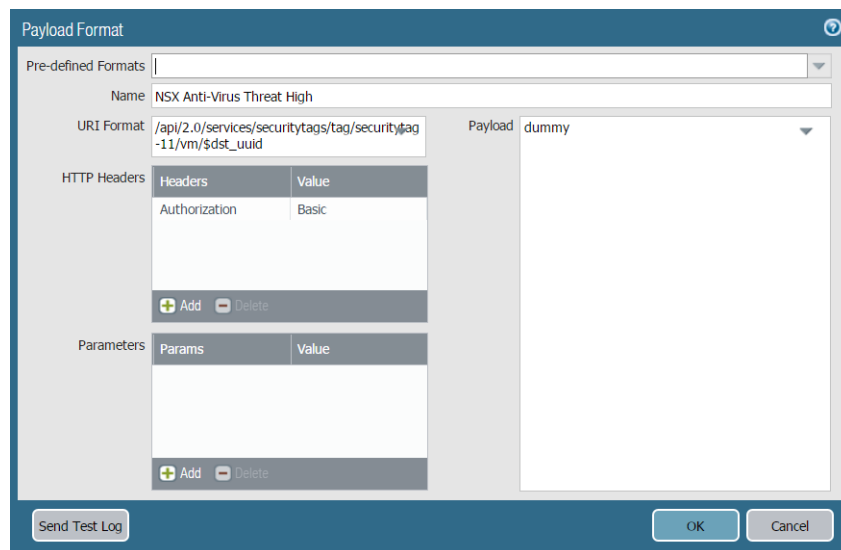 Payload Format
Pre-defined Formats
Name NSX Anti-Virus Threat High
URI Format /api/2.0/services/securitytags/tag/securitytag
-11/vm/$dst_uuid
Payload dummy
HTTP Headers Headers Value
Authorization Basic
Add Delete
Parameters Params Value
Add Delete
Send Test Log OK Cancel